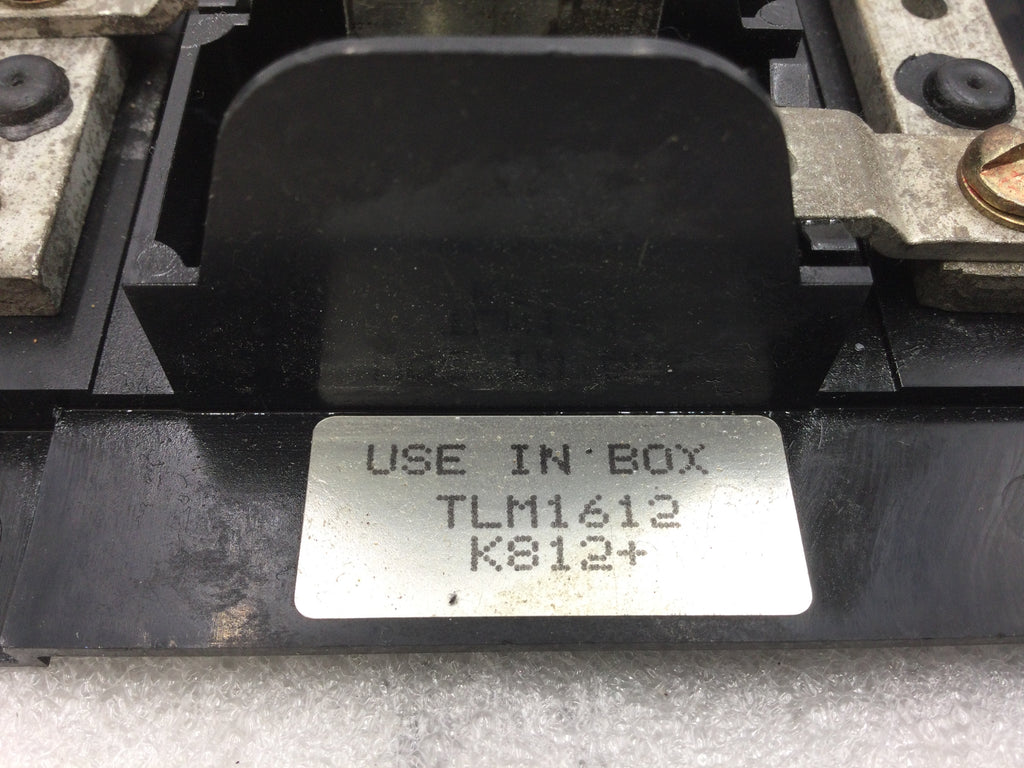 USE IN BOX
TLM1612
K812+